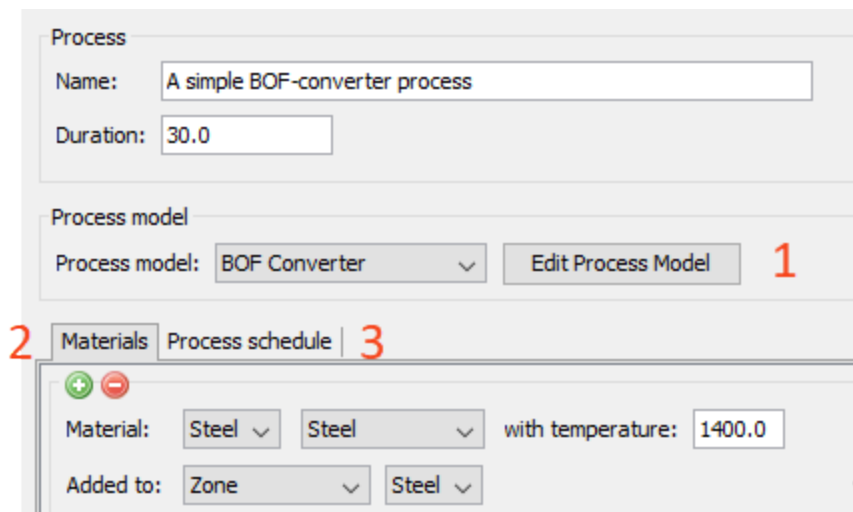 Process
Name: A simple BOF-converter process
Duration: 30.0
Process model
Process model: BOF Converter Edit Process Model 1
2 Materials Process schedule 3
Material: Steel Steel with temperature: 1400.0
Added to: Zone Steel